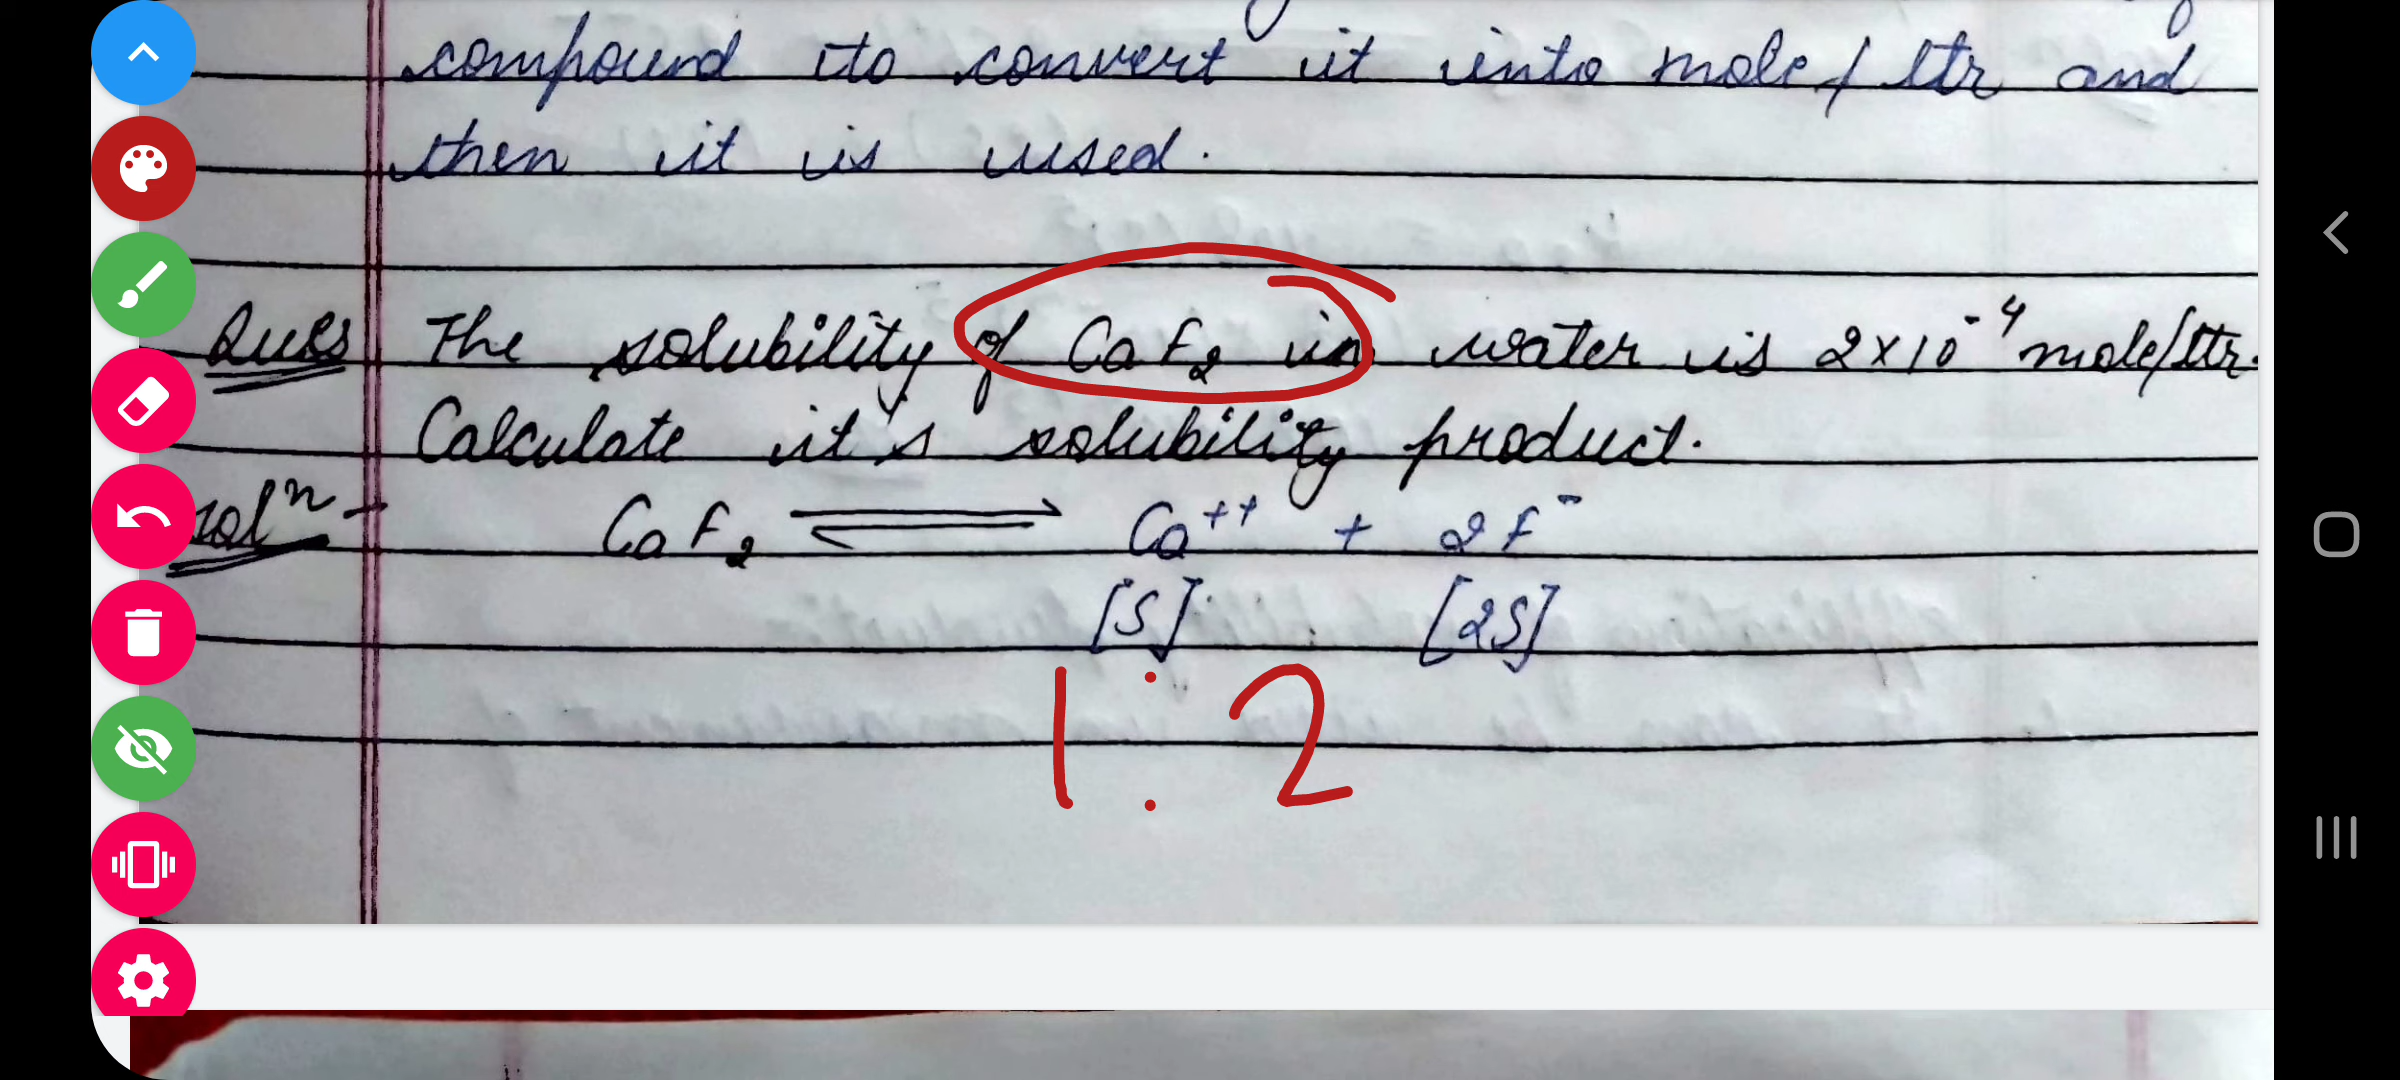 compound to convert it into mole/ltr and
then it is used.
Ques The solubility of CaF₂ in water is 2×10⁻⁴ mole/ltr.
Calculate it's solubility product.
solⁿ- CaF₂ ⇌ Ca⁺⁺ + 2F⁻
[S] [2S]
1:2